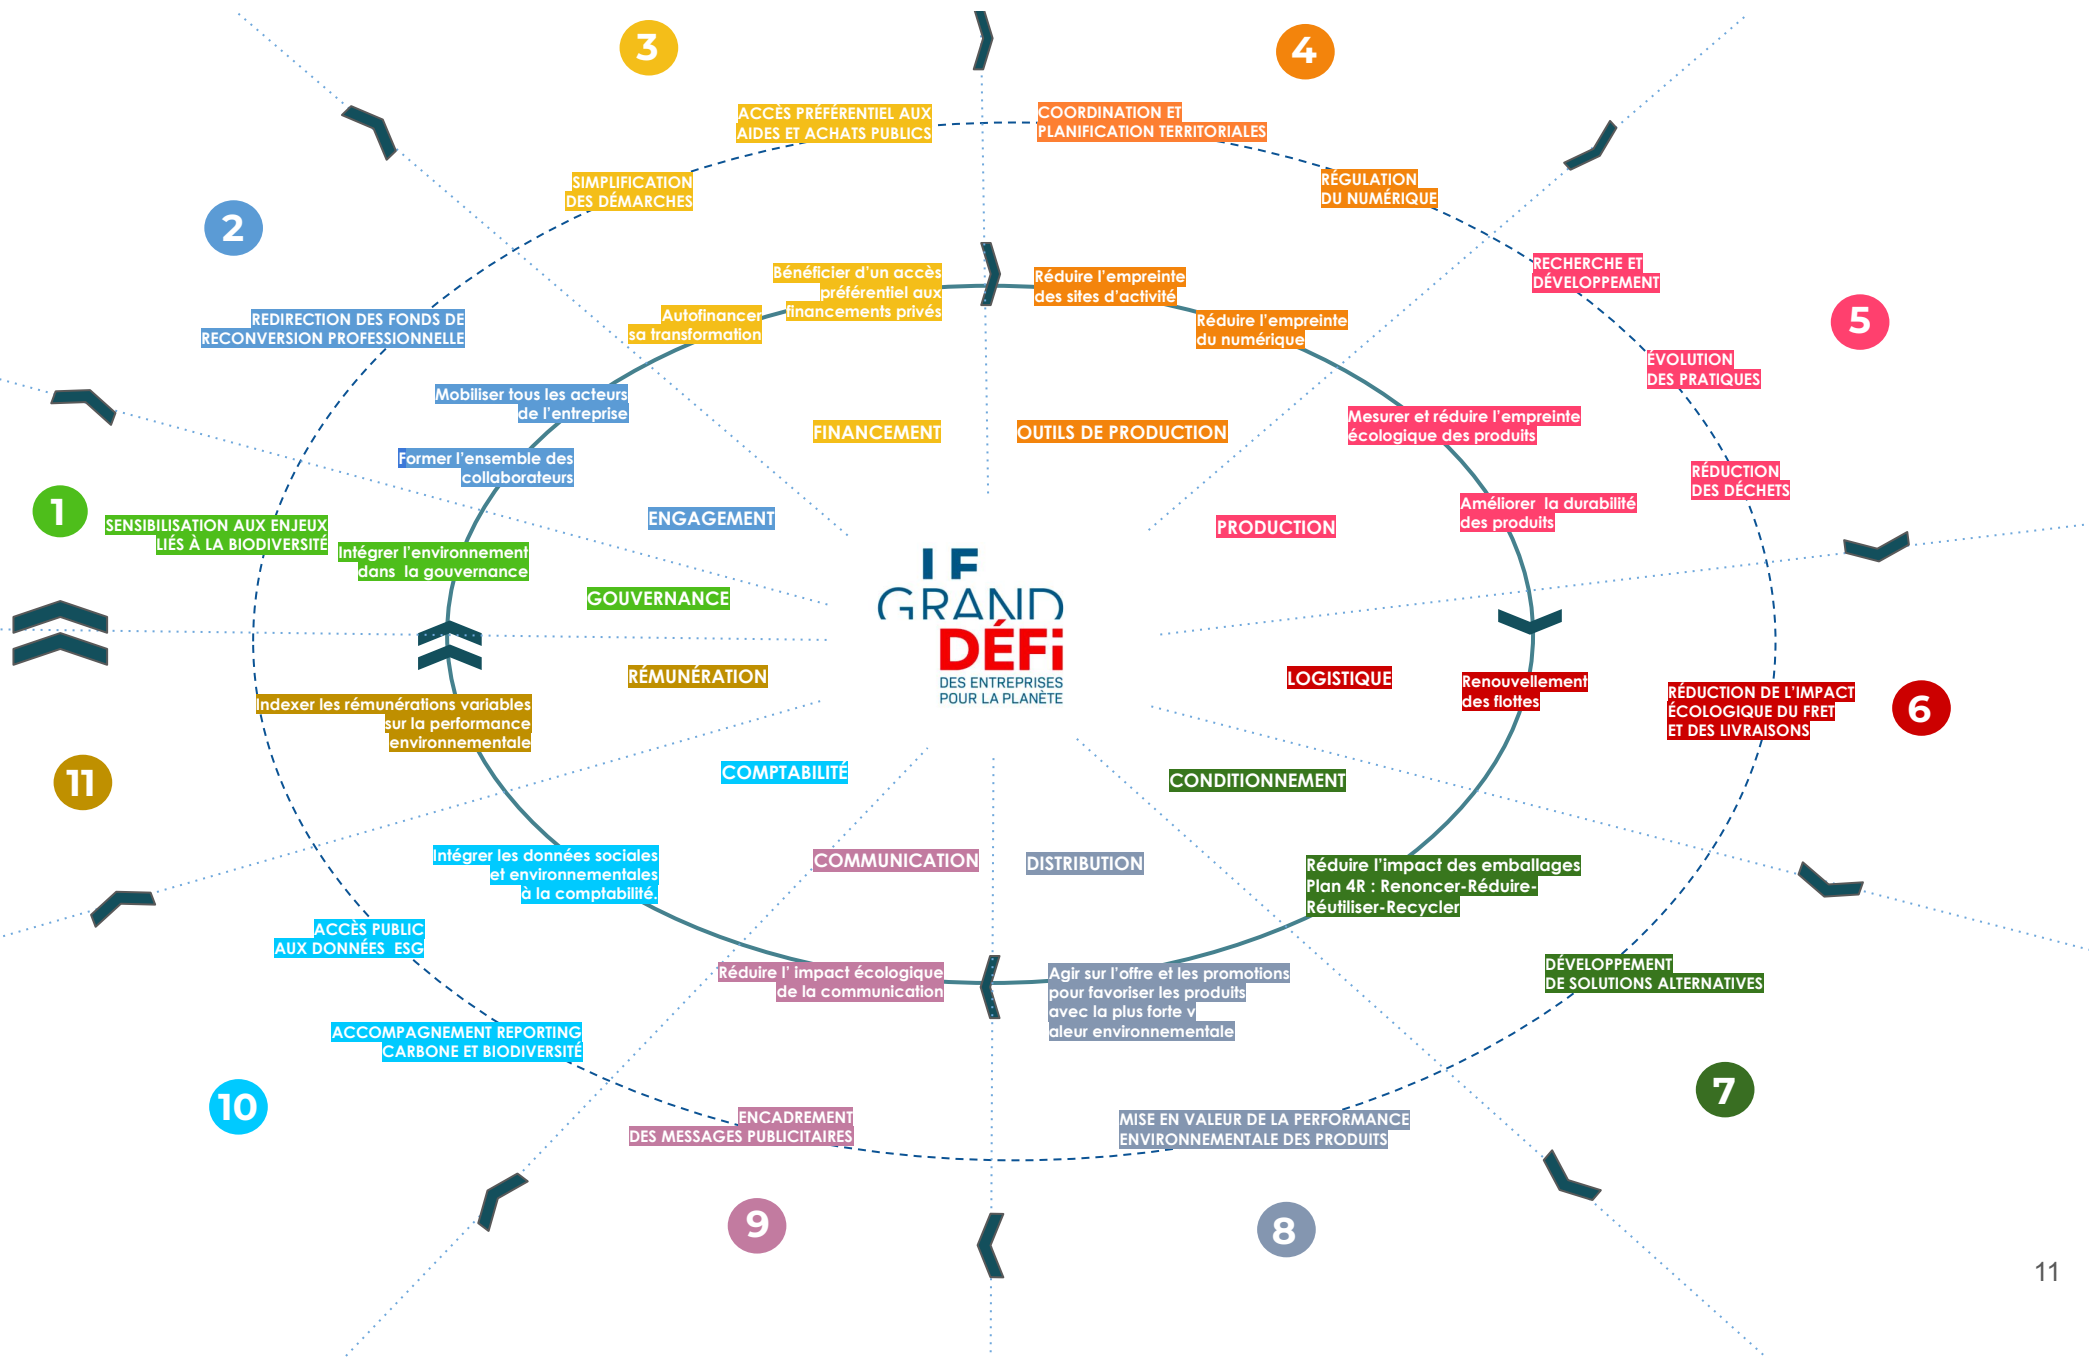 3
4
ACCÈS PRÉFÉRENTIEL AUX
AIDES ET ACHATS PUBLICS
COORDINATION ET
PLANIFICATION TERRITORIALES
SIMPLIFICATION
DES DÉMARCHES
RÉGULATION
DU NUMÉRIQUE
2
RECHERCHE ET
DÉVELOPPEMENT
5
Bénéficier d'un accès
préférentiel aux
financements privés
Réduire l'empreinte
des sites d'activité
Autofinancer
sa transformation
Réduire l'empreinte
du numérique
REDIRECTION DES FONDS DE
RECONVERSION PROFESSIONNELLE
ÉVOLUTION
DES PRATIQUES
Mobiliser tous les acteurs
de l'entreprise
FINANCEMENT
OUTILS DE PRODUCTION
Mesurer et réduire l'empreinte
écologique des produits
Former l'ensemble des
collaborateurs
RÉDUCTION
DES DÉCHETS
1
SENSIBILISATION AUX ENJEUX
LIÉS À LA BIODIVERSITÉ
ENGAGEMENT
PRODUCTION
Améliorer  la durabilité
des produits
Intégrer l'environnement
dans  la gouvernance
GOUVERNANCE
LE
GRAND
DÉFi
DES ENTREPRISES
POUR LA PLANÈTE
RÉMUNÉRATION
LOGISTIQUE
Renouvellement
des flottes
RÉDUCTION DE L'IMPACT
ÉCOLOGIQUE DU FRET
ET DES LIVRAISONS
6
Indexer les rémunérations variables
sur la performance
environnementale
11
COMPTABILITÉ
CONDITIONNEMENT
Intégrer les données sociales
et environnementales
à la comptabilité.
COMMUNICATION
DISTRIBUTION
Réduire l'impact des emballages
Plan 4R : Renoncer-Réduire-
Réutiliser-Recycler
ACCÈS PUBLIC
AUX DONNÉES  ESG
Réduire l' impact écologique
de la communication
Agir sur l'offre et les promotions
pour favoriser les produits
avec la plus forte v
aleur environnementale
DÉVELOPPEMENT
DE SOLUTIONS ALTERNATIVES
ACCOMPAGNEMENT REPORTING
CARBONE ET BIODIVERSITÉ
10
7
ENCADREMENT
DES MESSAGES PUBLICITAIRES
MISE EN VALEUR DE LA PERFORMANCE
ENVIRONNEMENTALE DES PRODUITS
9
8
11